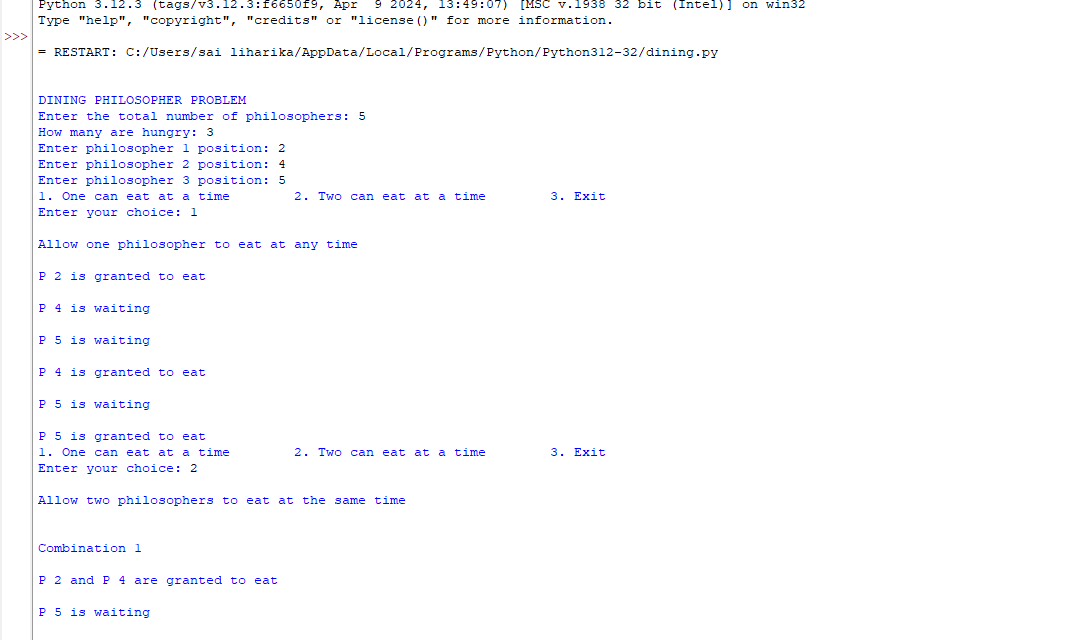 Python 3.12.3 (tags/v3.12.3:f6650f9, Apr  9 2024, 13:49:07) [MSC v.1938 32 bit (Intel)] on win32
Type "help", "copyright", "credits" or "license()" for more information.
>>>
= RESTART: C:/Users/sai liharika/AppData/Local/Programs/Python/Python312-32/dining.py
DINING PHILOSOPHER PROBLEM
Enter the total number of philosophers: 5
How many are hungry: 3
Enter philosopher 1 position: 2
Enter philosopher 2 position: 4
Enter philosopher 3 position: 5
1. One can eat at a time        2. Two can eat at a time        3. Exit
Enter your choice: 1
Allow one philosopher to eat at any time
P 2 is granted to eat
P 4 is waiting
P 5 is waiting
P 4 is granted to eat
P 5 is waiting
P 5 is granted to eat
1. One can eat at a time        2. Two can eat at a time        3. Exit
Enter your choice: 2
Allow two philosophers to eat at the same time
Combination 1
P 2 and P 4 are granted to eat
P 5 is waiting